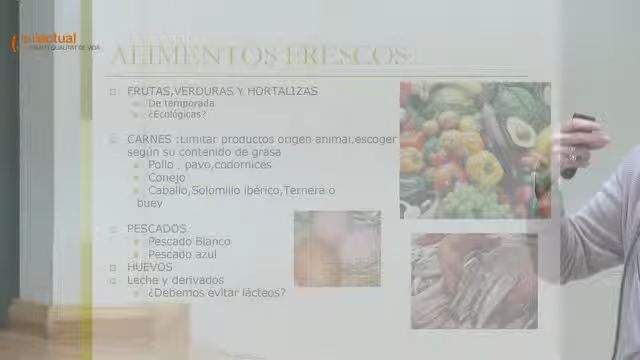 ALIMENTOS FRESCOS
FRUTAS,VERDURAS Y HORTALIZAS
De temporada
¿Ecológicas?
CARNES :Limitar productos origen animal,escoger
según su contenido de grasa
Pollo , pavo,codornices
Conejo
Caballo,Solomillo ibérico,Ternera o
buey
PESCADOS
Pescado Blanco
Pescado azul
HUEVOS
Leche y derivados
¿Debemos evitar lácteos?